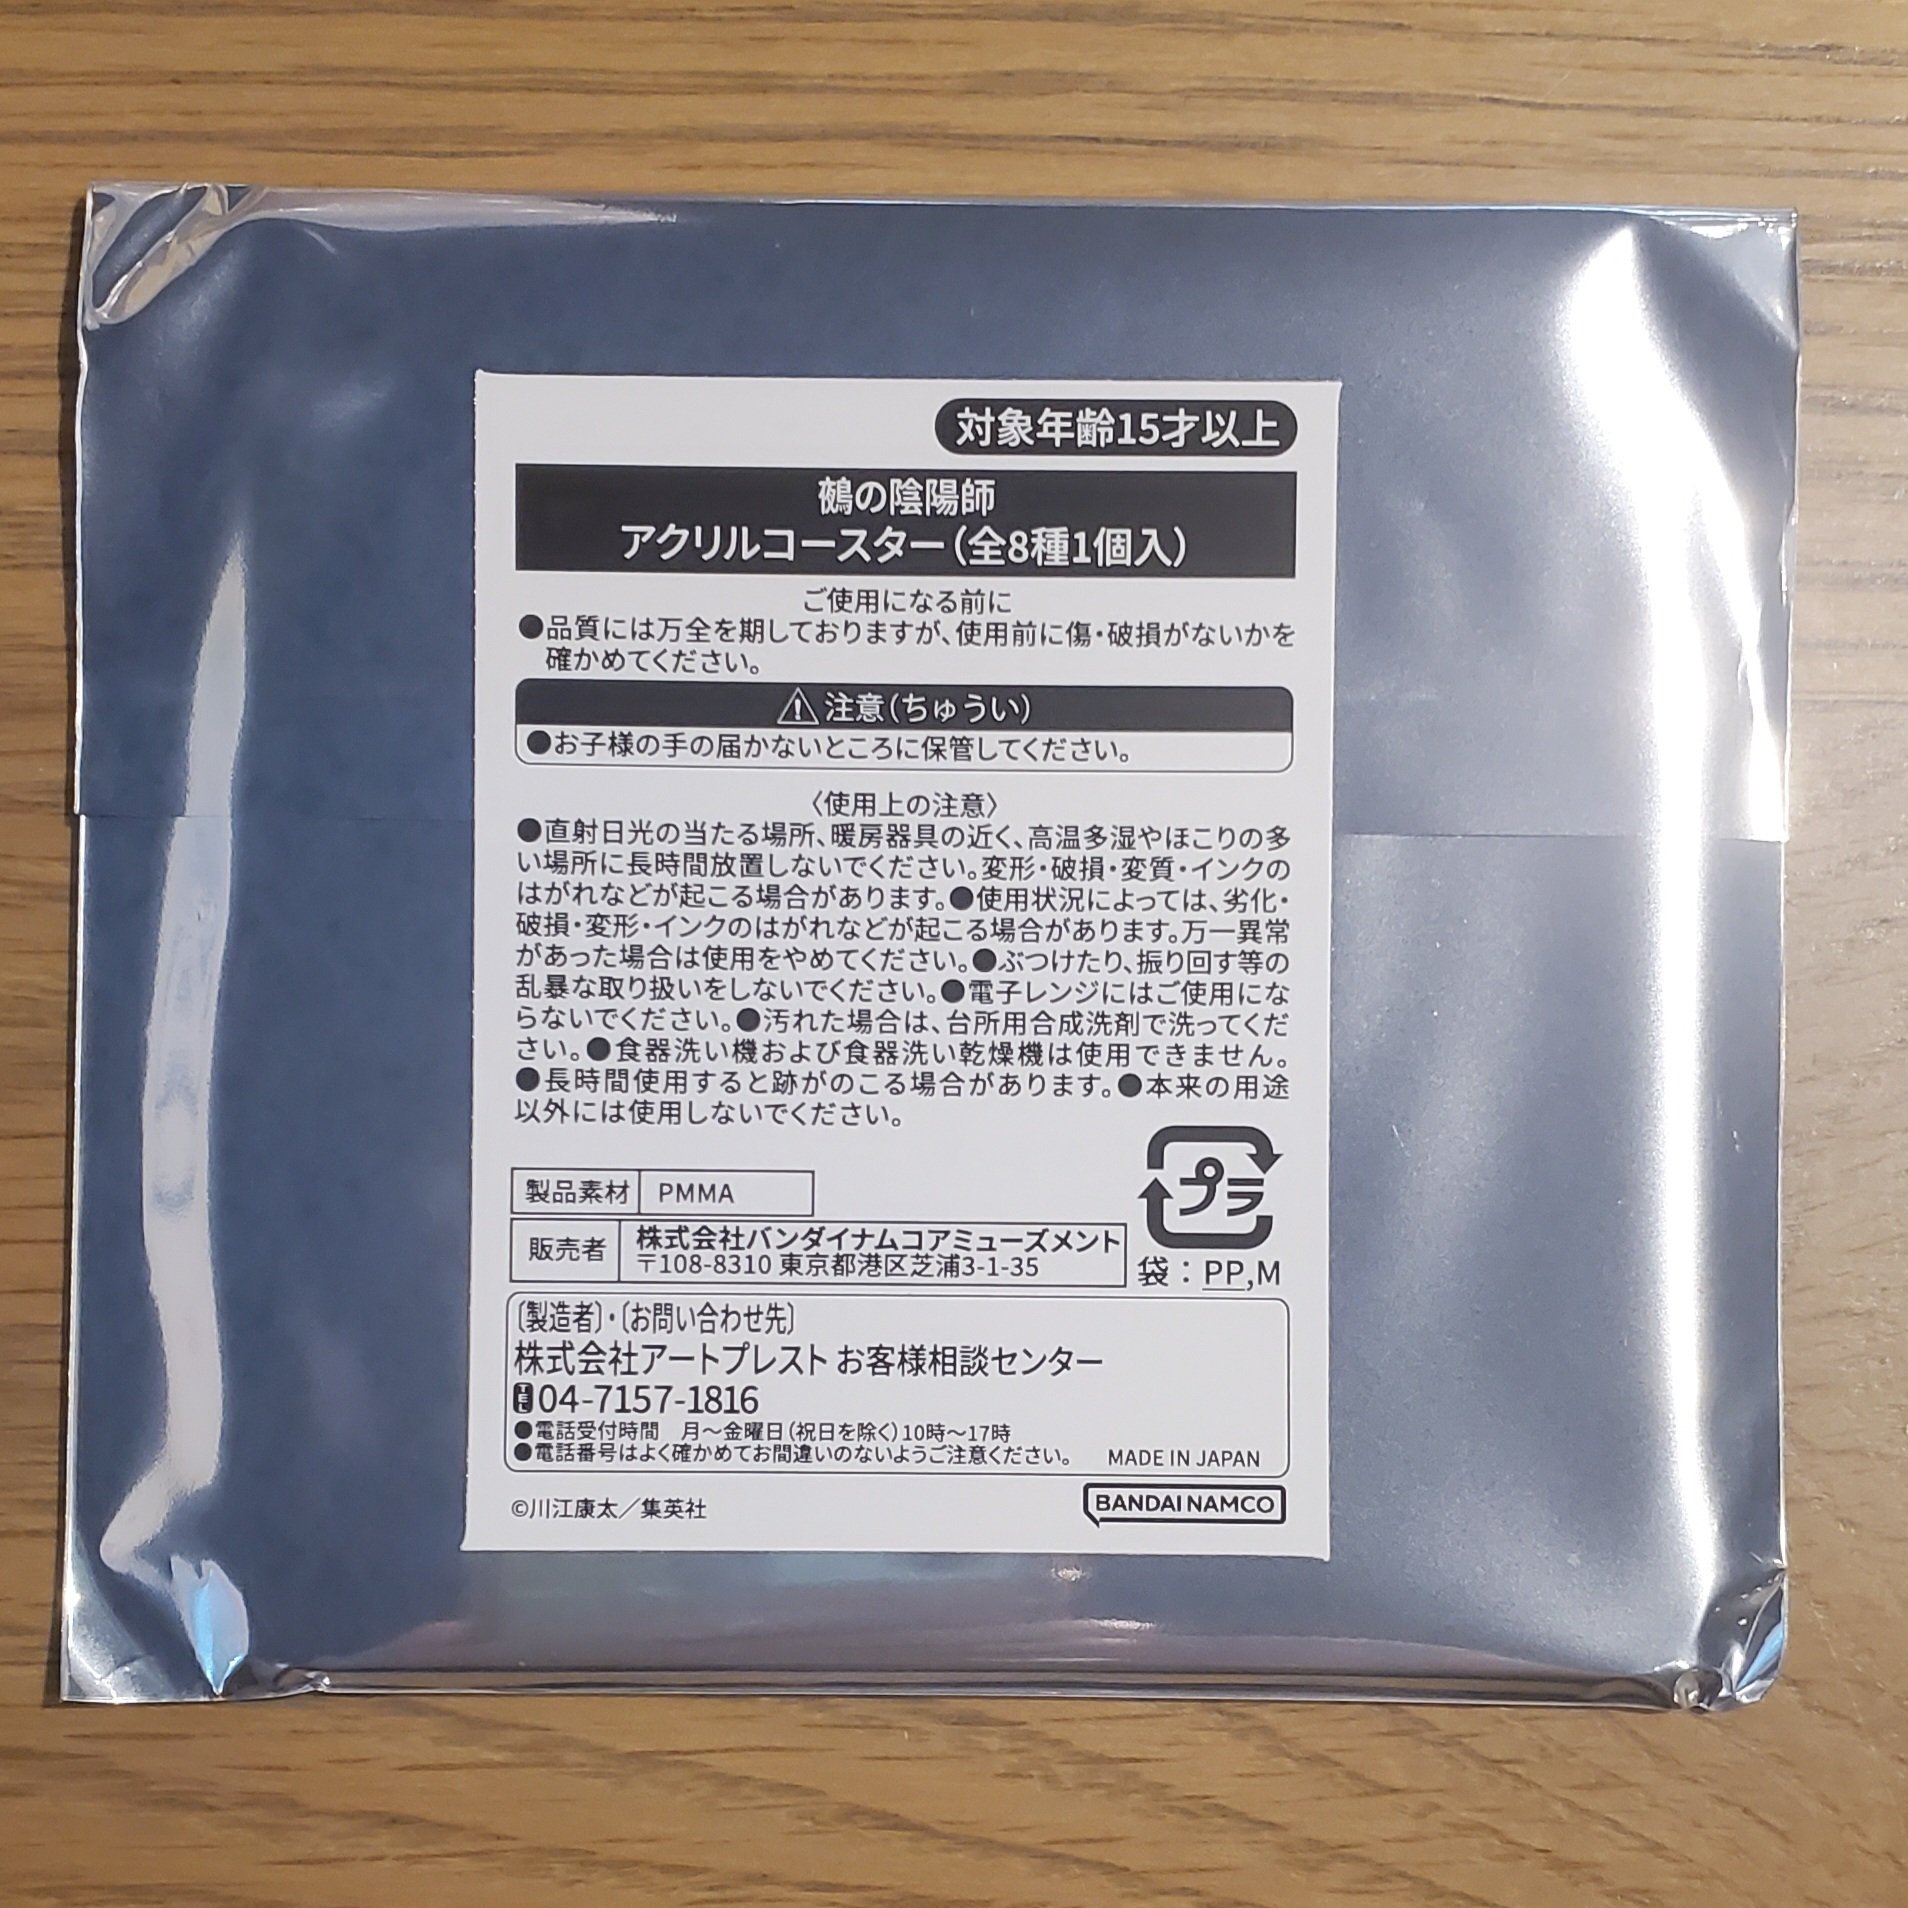 対象年齢15才以上
鵺の陰陽師
アクリルコースター(全8種1個入)
ご使用になる前に
●品質には万全を期しておりますが、使用前に傷・破損がないかを
確かめてください。
⚠注意(ちゅうい)
●お子様の手の届かないところに保管してください。
〈使用上の注意〉
●直射日光の当たる場所、暖房器具の近く、高温多湿やほこりの多
い場所に長時間放置しないでください。変形・破損・変質・インクの
はがれなどが起こる場合があります。●使用状況によっては、劣化・
破損・変形・インクのはがれなどが起こる場合があります。万一異常
があった場合は使用をやめてください。●ぶつけたり、振り回す等の
乱暴な取り扱いをしないでください。●電子レンジにはご使用にな
らないでください。●汚れた場合は、台所用合成洗剤で洗ってくだ
さい。●食器洗い機および食器洗い乾燥機は使用できません。
●長時間使用すると跡がのこる場合があります。●本来の用途
以外には使用しないでください。
製品素材 PMMA
プラ
販売者 株式会社バンダイナムコアミューズメント
〒108-8310 東京都港区芝浦3-1-35
袋：PP,M
〔製造者〕・〔お問い合わせ先〕
株式会社アートプレスト お客様相談センター
TEL 04-7157-1816
●電話受付時間 月～金曜日(祝日を除く)10時～17時
●電話番号はよく確かめてお間違いのないようご注意ください。 MADE IN JAPAN
©川江康太／集英社
BANDAI NAMCO